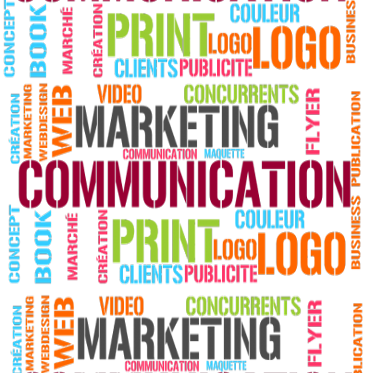 COMMUNICATION
CONCEPT
BOOK
MARCHÉ
CRÉATION
PRINT
COULEUR
LOGO
LOGO
BUSINESS
CLIENTS
PUBLICITE
CRÉATION
MARKETING
WEBDESIGN
WEB
VIDEO
CONCURRENTS
MARKETING
FLYER
PUBLICATION
COMMUNICATION
MAQUETTE
COMMUNICATION
CONCEPT
BOOK
MARCHÉ
CRÉATION
PRINT
COULEUR
LOGO
LOGO
BUSINESS
CLIENTS
PUBLICITE
CRÉATION
MARKETING
WEBDESIGN
WEB
VIDEO
CONCURRENTS
MARKETING
FLYER
BLICATION
COMMUNICATION
MAQUETTE